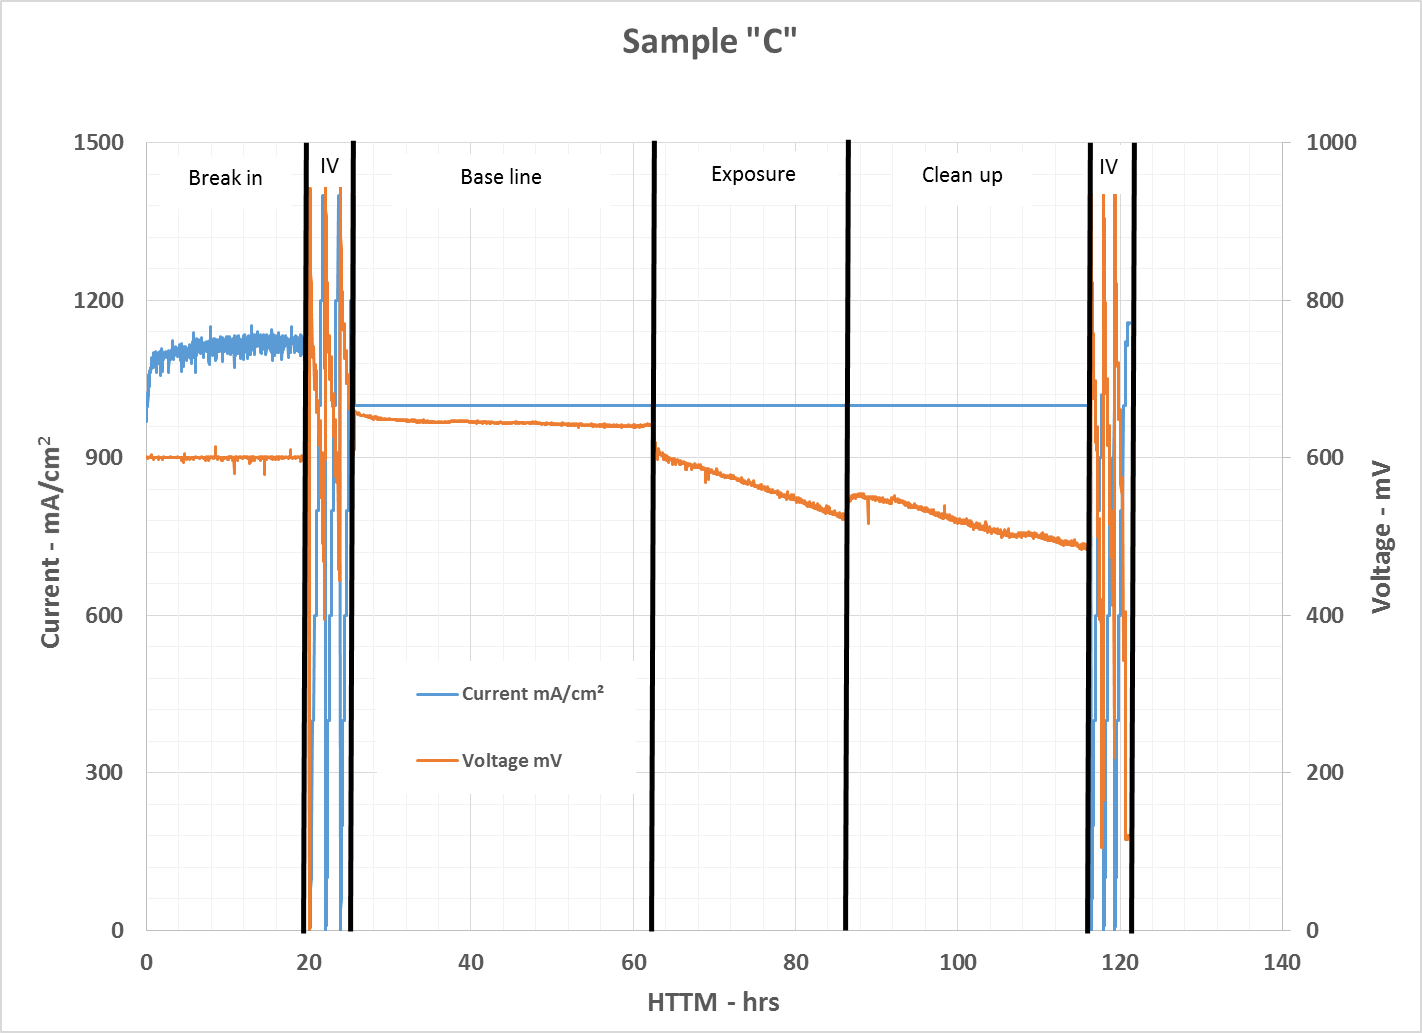 Sample "C"
1500
1200
900
600
300
0
Current - mA/cm²
1000
800
600
400
200
0
Voltage - mV
Break in
IV
Base line
Exposure
Clean up
IV
Current mA/cm²
Voltage mV
0 20 40 60 80 100 120 140
HTTM - hrs